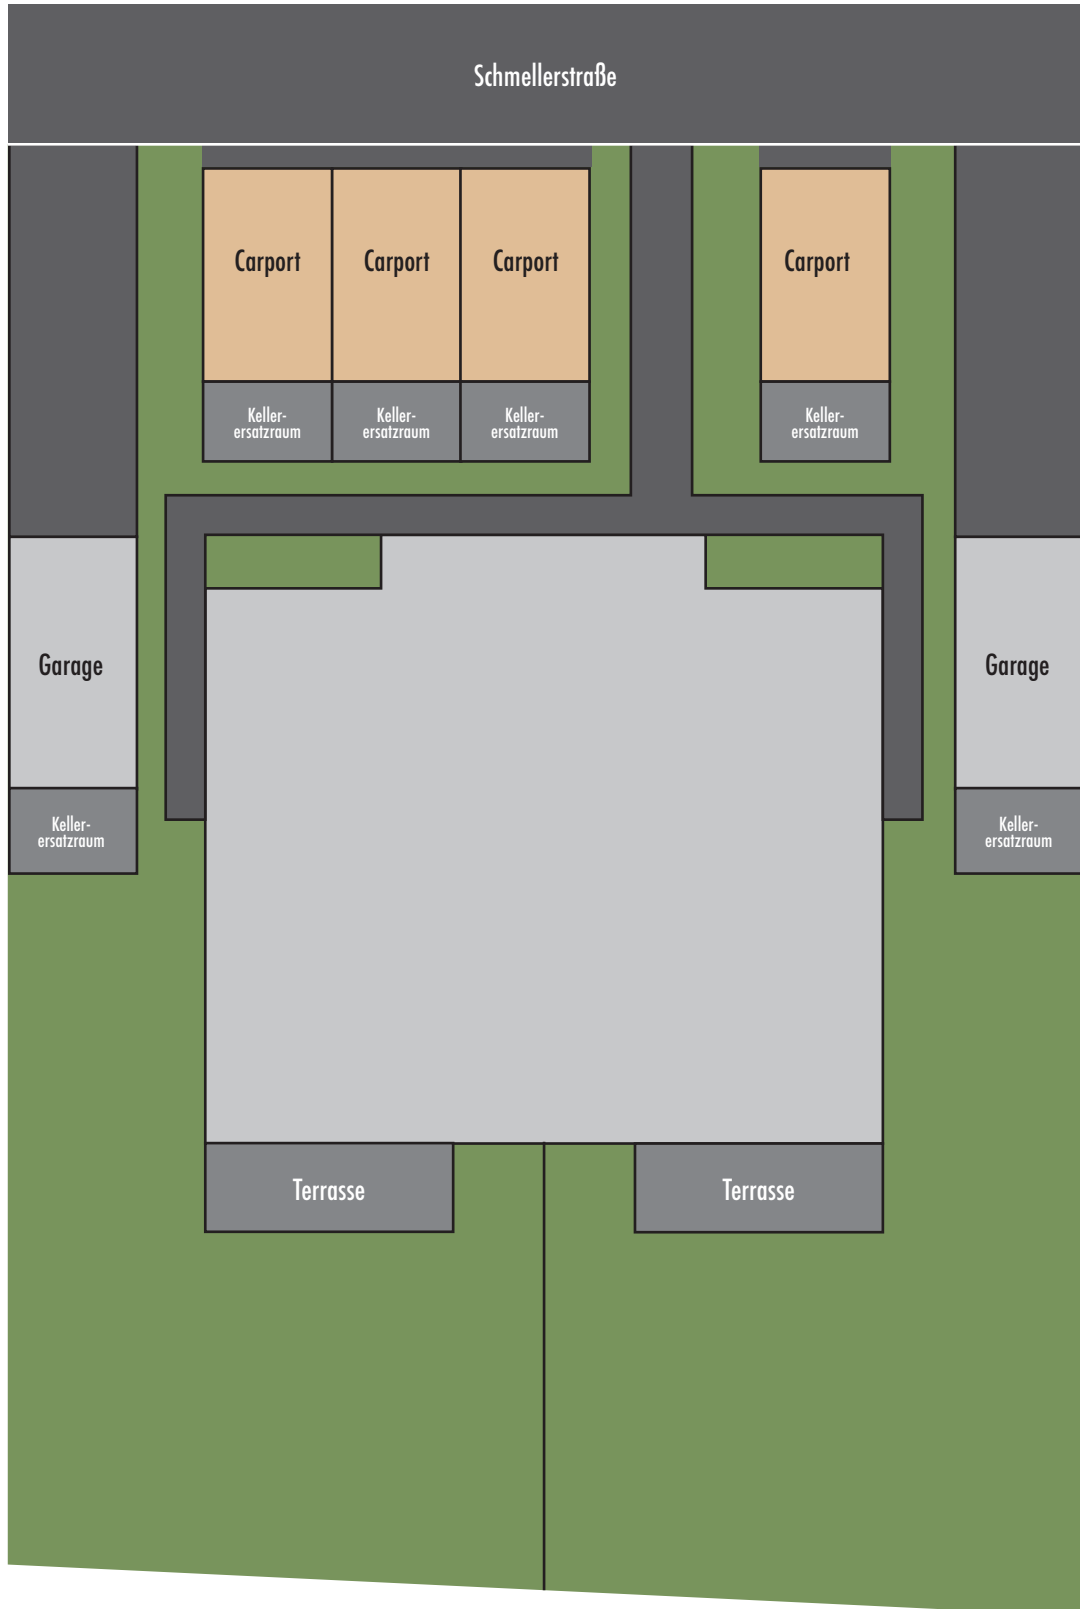 Schmellerstraße
Carport
Carport
Carport
Carport
Keller-
ersatzraum
Keller-
ersatzraum
Keller-
ersatzraum
Keller-
ersatzraum
Garage
Garage
Keller-
ersatzraum
Keller-
ersatzraum
Terrasse
Terrasse